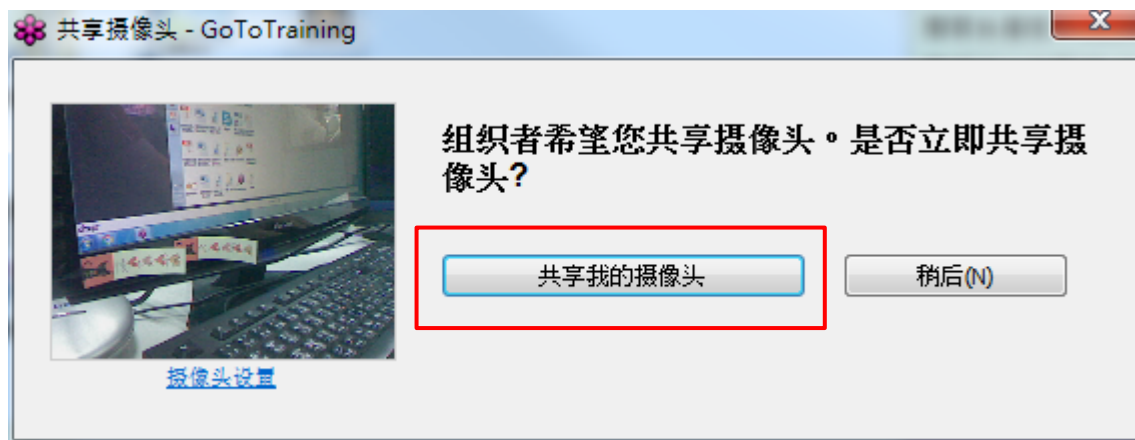 共享摄像头 - GoToTraining
组织者希望您共享摄像头。是否立即共享摄
像头?
共享我的摄像头
稍后(N)
摄像头设置